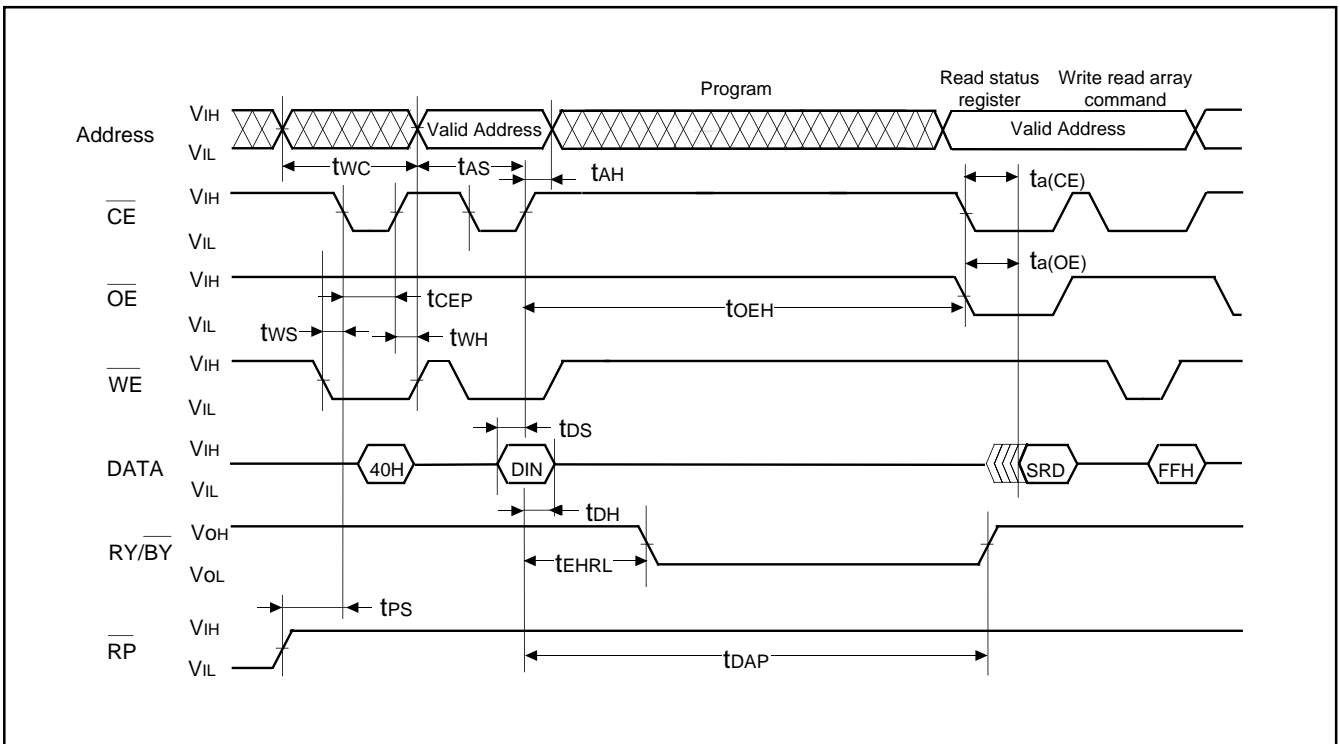 Program
Read status register
Write read array command
Address
VIH
VIL
Valid Address
Valid Address
tWC
tAS
tAH
CE
VIH
VIL
ta(CE)
OE
VIH
VIL
ta(OE)
tCEP
tOEH
tWS
tWH
WE
VIH
VIL
tDS
DATA
VIH
VIL
40H
DIN
SRD
FFH
tDH
RY/BY
VOH
VOL
tEHRL
tPS
RP
VIH
VIL
tDAP